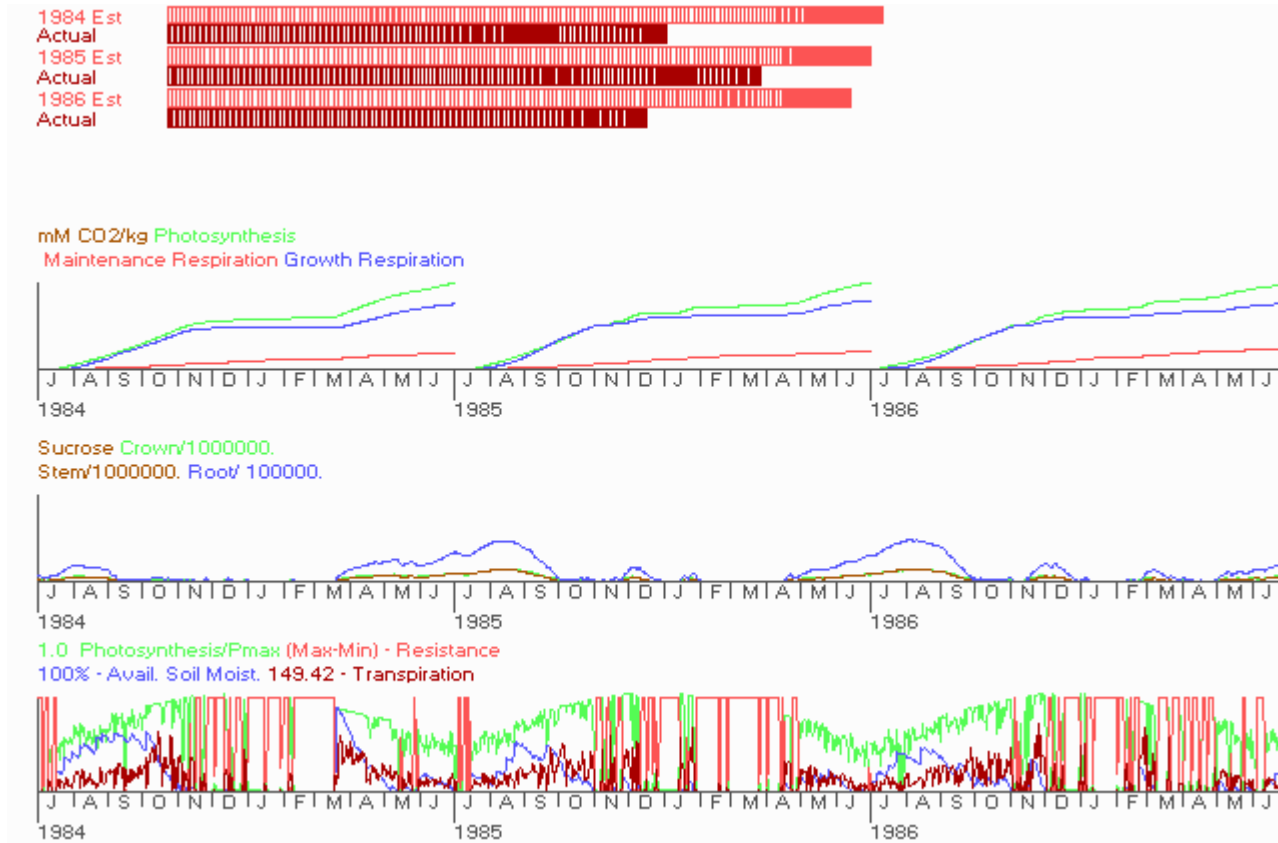 1984 Est
Actual
1985 Est
Actual
1986 Est
Actual
mM CO2/kg Photosynthesis
Maintenance Respiration Growth Respiration
J A S O N D J F M A M J J A S O N D J F M A M J J A S O N D J F M A M J
1984 1985 1986
Sucrose Crown/1000000.
Stem/1000000. Root/ 100000.
J A S O N D J F M A M J J A S O N D J F M A M J J A S O N D J F M A M J
1984 1985 1986
1.0 Photosynthesis/Pmax (Max-Min) - Resistance
100% - Avail. Soil Moist. 149.42 - Transpiration
J A S O N D J F M A M J J A S O N D J F M A M J J A S O N D J F M A M J
1984 1985 1986